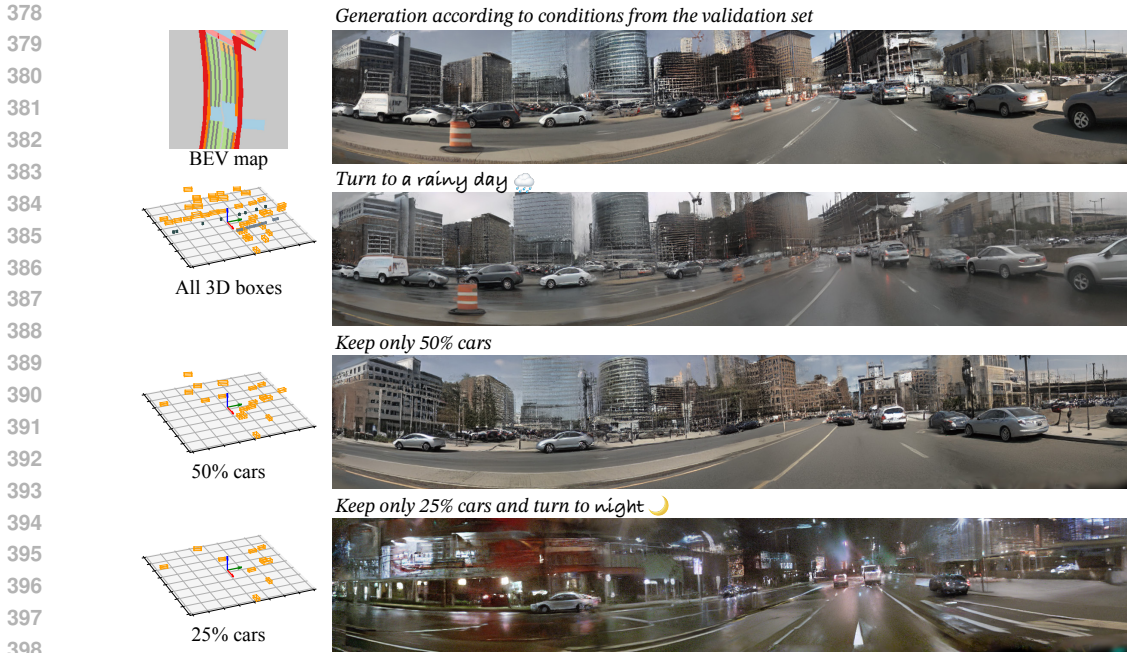 378
Generation according to conditions from the validation set
379
380
381
382
BEV map
383
Turn to a rainy day 🌧️
384
385
386
All 3D boxes
387
388
389
Keep only 50% cars
390
391
392
50% cars
393
Keep only 25% cars and turn to night 🌙
394
395
396
397
25% cars
398